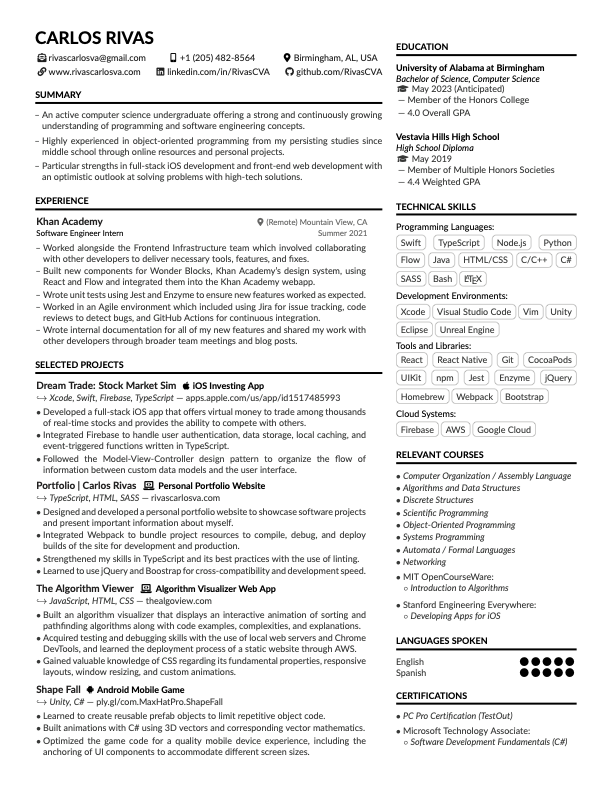 CARLOS RIVAS
rivascarlosva@gmail.com +1 (205) 482-8564 Birmingham, AL, USA
www.rivascarlosva.com linkedin.com/in/RivasCVA github.com/RivasCVA
SUMMARY
– An active computer science undergraduate offering a strong and continuously growing
understanding of programming and software engineering concepts.
– Highly experienced in object-oriented programming from my persisting studies since
middle school through online resources and personal projects.
– Particular strengths in full-stack iOS development and front-end web development with
an optimistic outlook at solving problems with high-tech solutions.
EXPERIENCE
Khan Academy (Remote) Mountain View, CA
Software Engineer Intern Summer 2021
– Worked alongside the Frontend Infrastructure team which involved collaborating
with other developers to deliver necessary tools, features, and fixes.
– Built new components for Wonder Blocks, Khan Academy's design system, using
React and Flow and integrated them into the Khan Academy webapp.
– Wrote unit tests using Jest and Enzyme to ensure new features worked as expected.
– Worked in an Agile environment which included using Jira for issue tracking, code
reviews to detect bugs, and GitHub Actions for continuous integration.
– Wrote internal documentation for all of my new features and shared my work with
other developers through broader team meetings and blog posts.
SELECTED PROJECTS
Dream Trade: Stock Market Sim iOS Investing App
↪ Xcode, Swift, Firebase, TypeScript — apps.apple.com/us/app/id1517485993
• Developed a full-stack iOS app that offers virtual money to trade among thousands
of real-time stocks and provides the ability to compete with others.
• Integrated Firebase to handle user authentication, data storage, local caching, and
event-triggered functions written in TypeScript.
• Followed the Model-View-Controller design pattern to organize the flow of
information between custom data models and the user interface.
Portfolio | Carlos Rivas Personal Portfolio Website
↪ TypeScript, HTML, SASS — rivascarlosva.com
• Designed and developed a personal portfolio website to showcase software projects
and present important information about myself.
• Integrated Webpack to bundle project resources to compile, debug, and deploy
builds of the site for development and production.
• Strengthened my skills in TypeScript and its best practices with the use of linting.
• Learned to use jQuery and Boostrap for cross-compatibility and development speed.
The Algorithm Viewer Algorithm Visualizer Web App
↪ JavaScript, HTML, CSS — thealgoview.com
• Built an algorithm visualizer that displays an interactive animation of sorting and
pathfinding algorithms along with code examples, complexities, and explanations.
• Acquired testing and debugging skills with the use of local web servers and Chrome
DevTools, and learned the deployment process of a static website through AWS.
• Gained valuable knowledge of CSS regarding its fundamental properties, responsive
layouts, window resizing, and custom animations.
Shape Fall Android Mobile Game
↪ Unity, C# — ply.gl/com.MaxHatPro.ShapeFall
• Learned to create reusable prefab objects to limit repetitive object code.
• Built animations with C# using 3D vectors and corresponding vector mathematics.
• Optimized the game code for a quality mobile device experience, including the
anchoring of UI components to accommodate different screen sizes.
EDUCATION
University of Alabama at Birmingham
Bachelor of Science, Computer Science
May 2023 (Anticipated)
— Member of the Honors College
— 4.0 Overall GPA
Vestavia Hills High School
High School Diploma
May 2019
— Member of Multiple Honors Societies
— 4.4 Weighted GPA
TECHNICAL SKILLS
Programming Languages:
Swift TypeScript Node.js Python
Flow Java HTML/CSS C/C++ C#
SASS Bash LaTeX
Development Environments:
Xcode Visual Studio Code Vim Unity
Eclipse Unreal Engine
Tools and Libraries:
React React Native Git CocoaPods
UIKit npm Jest Enzyme jQuery
Homebrew Webpack Bootstrap
Cloud Systems:
Firebase AWS Google Cloud
RELEVANT COURSES
• Computer Organization / Assembly Language
• Algorithms and Data Structures
• Discrete Structures
• Scientific Programming
• Object-Oriented Programming
• Systems Programming
• Automata / Formal Languages
• Networking
• MIT OpenCourseWare:
◦ Introduction to Algorithms
• Stanford Engineering Everywhere:
◦ Developing Apps for iOS
LANGUAGES SPOKEN
English
Spanish
CERTIFICATIONS
• PC Pro Certification (TestOut)
• Microsoft Technology Associate:
◦ Software Development Fundamentals (C#)